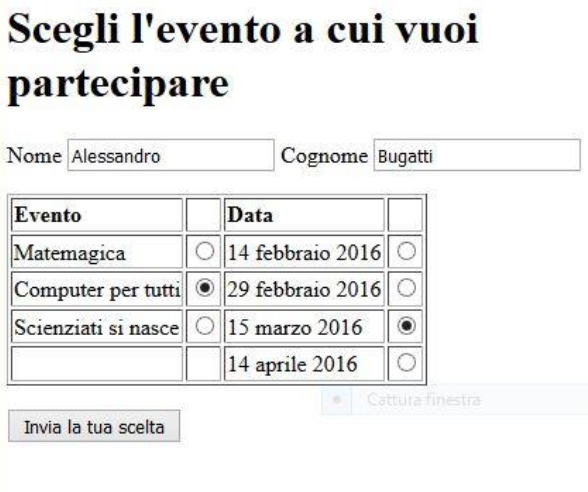 Scegli l'evento a cui vuoi
partecipare
Nome Alessandro Cognome Bugatti
Evento Data
Matemagica 14 febbraio 2016
Computer per tutti 29 febbraio 2016
Scienziati si nasce 15 marzo 2016
14 aprile 2016
Cattura finestra
Invia la tua scelta